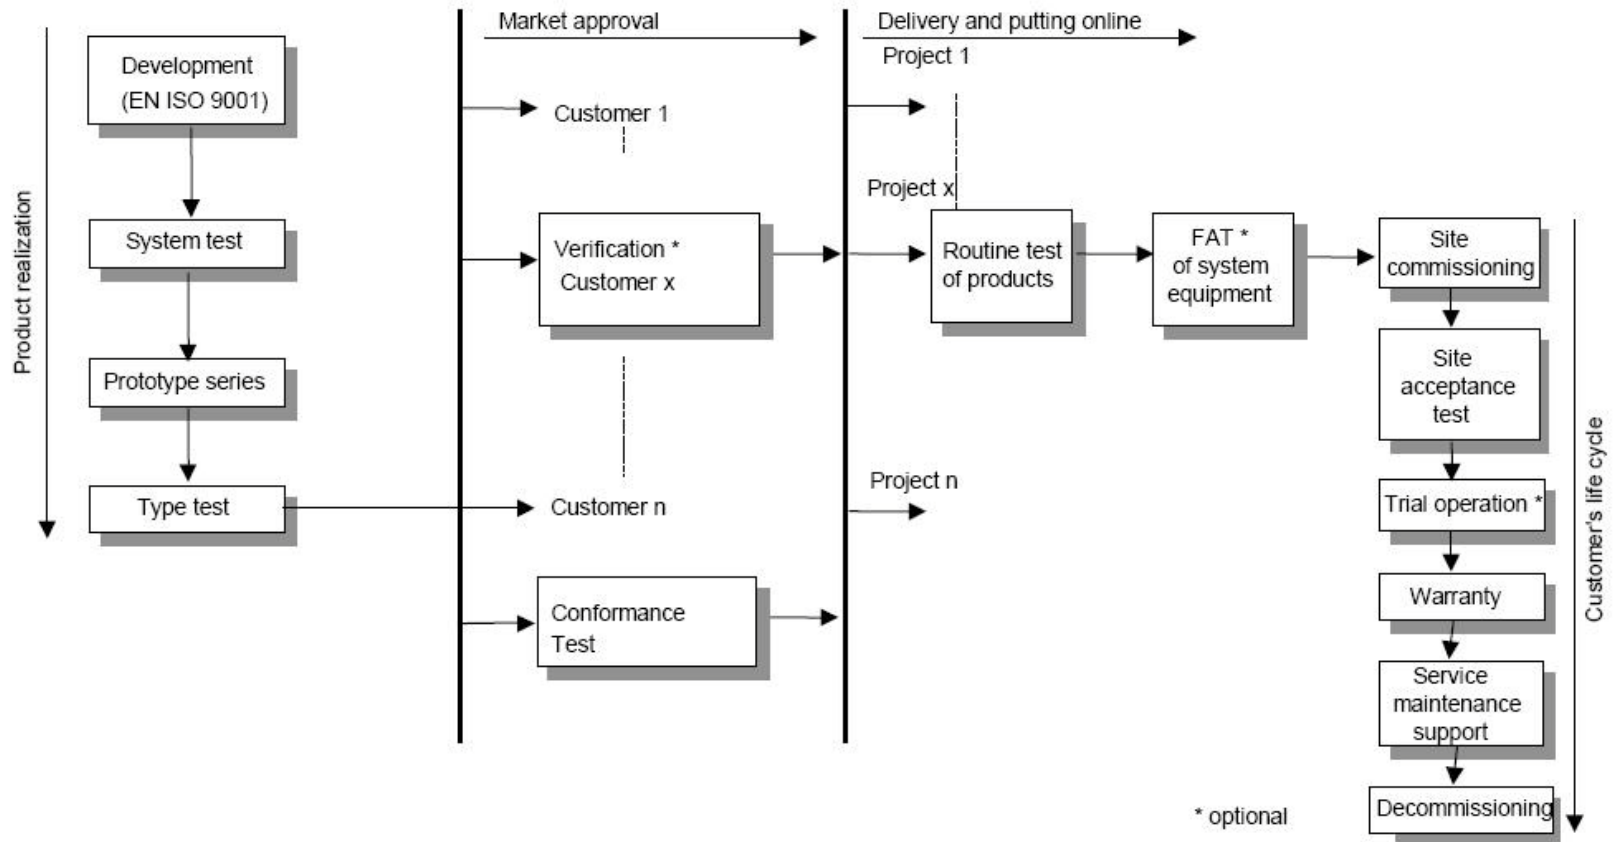 Market approval
Delivery and putting online
Project 1
Development
(EN ISO 9001)
Customer 1
Product realization
Project x
System test
Verification *
Customer x
Routine test
of products
FAT *
of system
equipment
Site
commissioning
Prototype series
Site
acceptance
test
Type test
Customer n
Project n
Trial operation *
Customer's life cycle
Conformance
Test
Warranty
Service
maintenance
support
* optional
Decommissioning